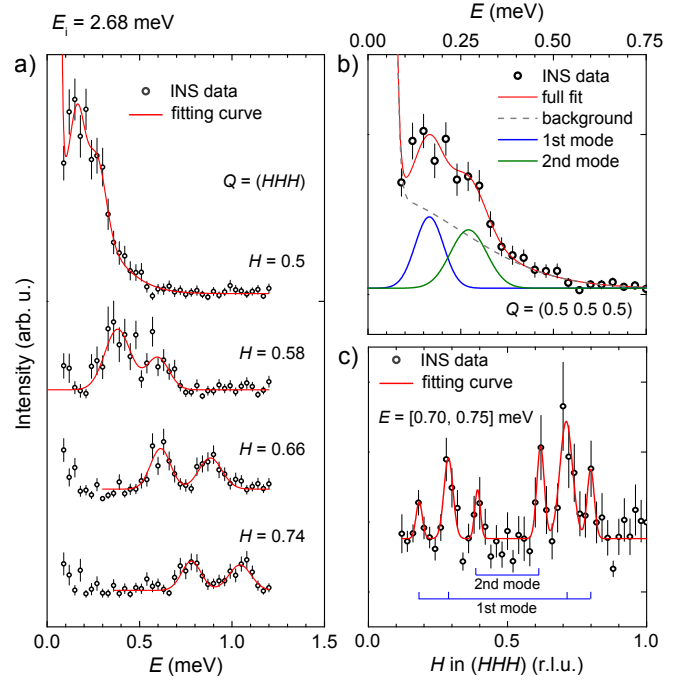 Ei = 2.68 meV
a)
INS data
fitting curve
Q = (HHH)
H = 0.5
H = 0.58
H = 0.66
H = 0.74
Intensity (arb. u.)
0.0 0.5 1.0 1.5
E (meV)
E (meV)
0.00 0.25 0.50 0.75
b)
INS data
full fit
background
1st mode
2nd mode
Q = (0.5 0.5 0.5)
c)
INS data
fitting curve
E = [0.70, 0.75] meV
2nd mode
1st mode
0.0 0.5 1.0
H in (HHH) (r.l.u.)